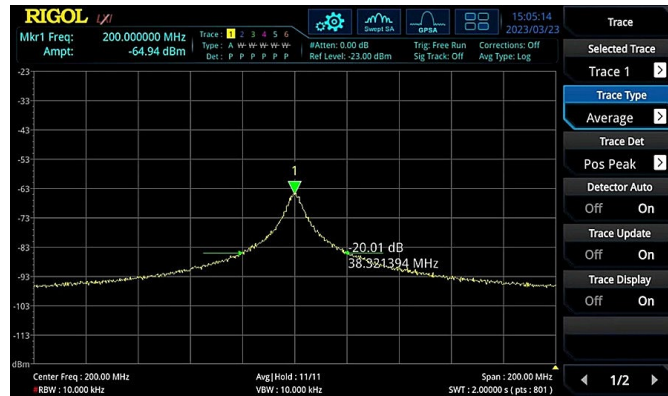 RIGOL LXI
Mkr1 Freq: 200.000000 MHz
Ampt: -64.94 dBm
Trace: 1 2 3 4 5 6
Type: A W W W W W
Det: P P P P P P
Swept SA
GPSA
15:05:14
2023/03/23
#Atten: 0.00 dB Trig: Free Run Corrections: Off
Ref Level: -23.00 dBm Sig Track: Off Avg Type: Log
-23
-33
-43
-53
-63
-73
-83
-93
-103
-113
dBm
1
-20.01 dB
38.321394 MHz
Center Freq : 200.00 MHz Avg|Hold : 11/11 Span : 200.00 MHz
*RBW : 10.000 kHz VBW : 10.000 kHz SWT : 2.00000 s ( pts : 801 )
Trace
Selected Trace
Trace 1
Trace Type
Average
Trace Det
Pos Peak
Detector Auto
Off On
Trace Update
Off On
Trace Display
Off On
1/2